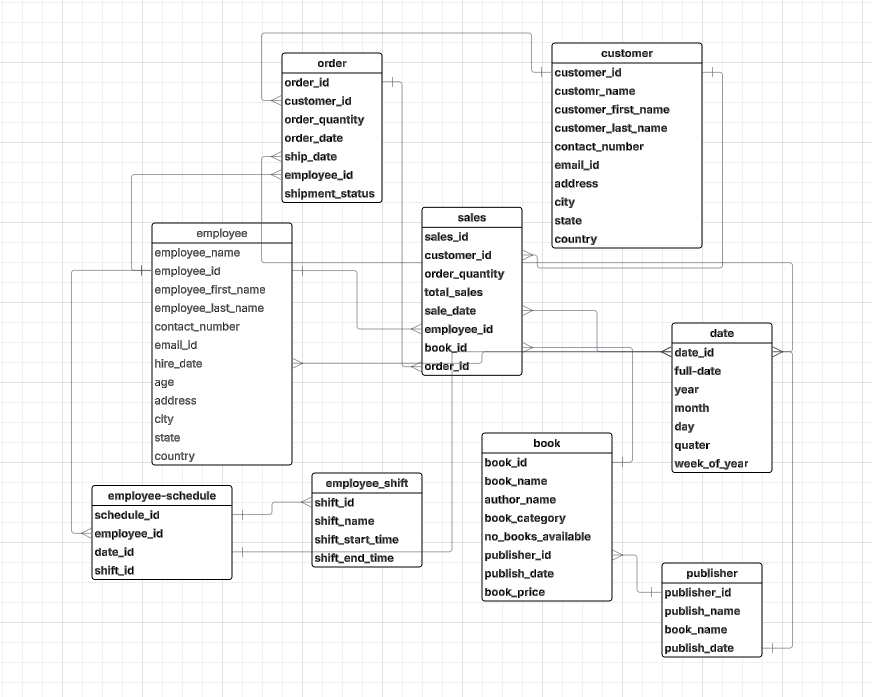 order
order_id
customer_id
order_quantity
order_date
ship_date
employee_id
shipment_status
customer
customer_id
customr_name
customer_first_name
customer_last_name
contact_number
email_id
address
city
state
country
employee
employee_name
employee_id
employee_first_name
employee_last_name
contact_number
email_id
hire_date
age
address
city
state
country
sales
sales_id
customer_id
order_quantity
total_sales
sale_date
employee_id
book_id
order_id
date
date_id
full-date
year
month
day
quater
week_of_year
book
book_id
book_name
author_name
book_category
no_books_available
publisher_id
publish_date
book_price
employee-schedule
schedule_id
employee_id
date_id
shift_id
employee_shift
shift_id
shift_name
shift_start_time
shift_end_time
publisher
publisher_id
publish_name
book_name
publish_date